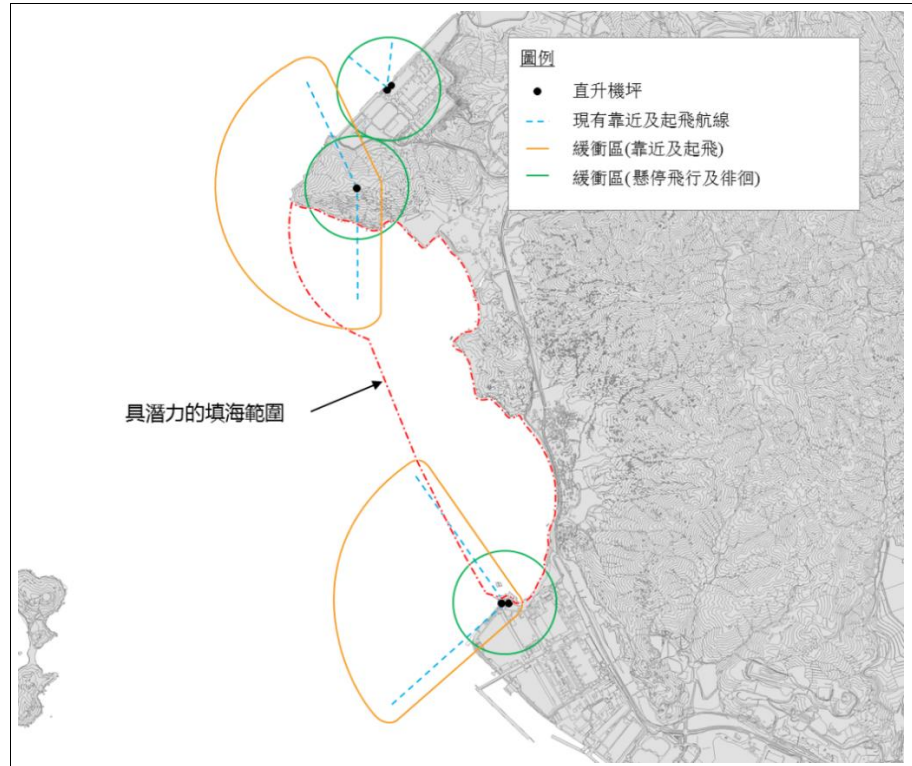 圖例
直升機坪
現有靠近及起飛航線
緩衝區(靠近及起飛)
緩衝區(懸停飛行及徘徊)
具潛力的填海範圍